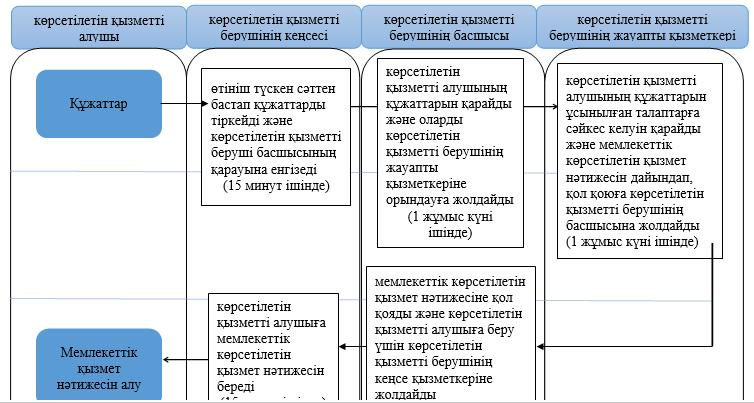 көрсетілетін қызметті
алушы
көрсетілетін қызметті
берушінің кеңсесі
көрсетілетін қызметті
берушінің басшысы
көрсетілетін қызметті
берушінің жауапты қызметкері
Құжаттар
өтініш түскен сәттен
бастап құжаттарды
тіркейді және
көрсетілетін қызметті
беруші басшысының
қарауына енгізеді
(15 минут ішінде)
көрсетілетін
қызметті алушының
құжаттарын қарайды
және оларды
көрсетілетін
қызметті берушінің
жауапты
қызметкеріне
орындауға жолдайды
(1 жұмыс күні
ішінде)
көрсетілетін қызметті
алушының құжаттарын
ұсынылған талаптарға
сәйкес келуін қарайды
және мемлекеттік
көрсетілетін қызмет
нәтижесін дайындап,
қол қоюға көрсетілетін
қызметті берушінің
басшысына жолдайды
(1 жұмыс күні ішінде)
мемлекеттік көрсетілетін
қызмет нәтижесіне қол
қояды және көрсетілетін
қызметті алушыға беру
үшін көрсетілетін
қызметті берушінің
кеңсе қызметкеріне
жолдайды
көрсетілетін
қызметті алушыға
мемлекеттік
көрсетілетін
қызмет нәтижесін
береді
Мемлекеттік
қызмет
нәтижесін алу